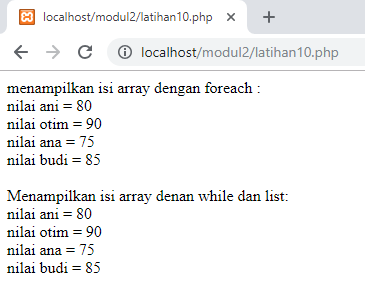 localhost/modul2/latihan10.php
localhost/modul2/latihan10.php
menampilkan isi array dengan foreach :
nilai ani = 80
nilai otim = 90
nilai ana = 75
nilai budi = 85
Menampilkan isi array denan while dan list:
nilai ani = 80
nilai otim = 90
nilai ana = 75
nilai budi = 85